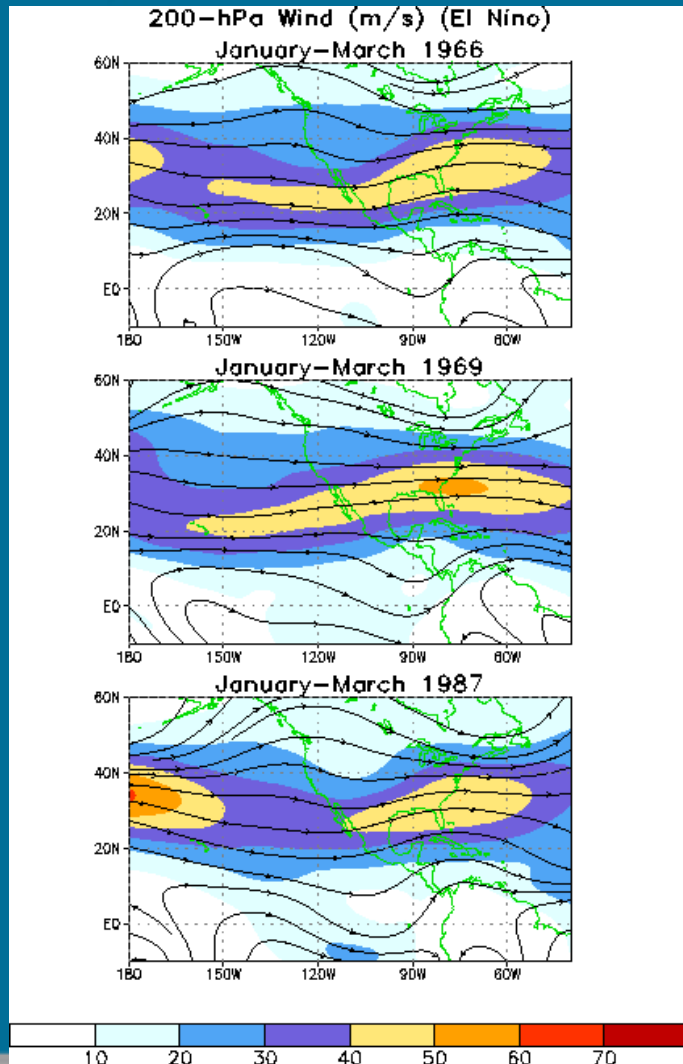 200-hPa Wind (m/s) (El Nino)
January-March 1966
60N
40N
20N
EQ
180 150W 120W 90W 60W
January-March 1969
60N
40N
20N
EQ
180 150W 120W 90W 60W
January-March 1987
60N
40N
20N
EQ
180 150W 120W 90W 60W
10 20 30 40 50 60 70